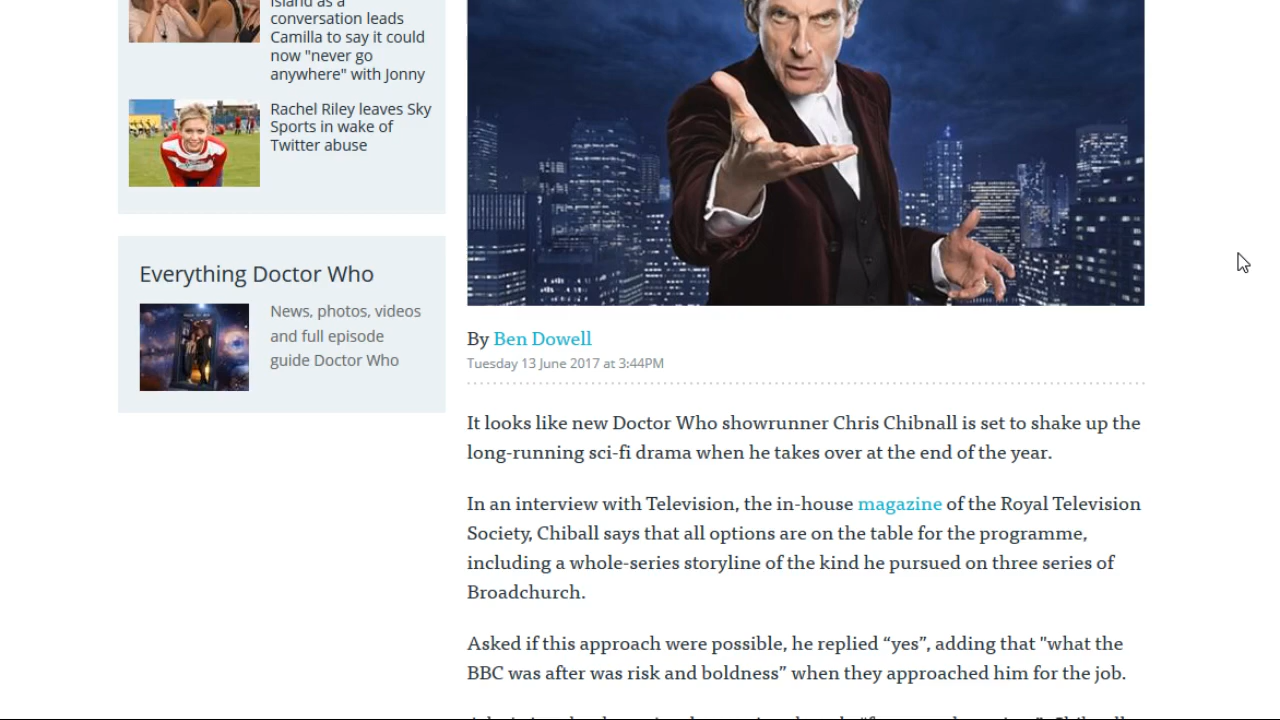 Island as a
conversation leads
Camilla to say it could
now "never go
anywhere" with Jonny
Rachel Riley leaves Sky
Sports in wake of
Twitter abuse
Everything Doctor Who
News, photos, videos
and full episode
guide Doctor Who
By Ben Dowell
Tuesday 13 June 2017 at 3:44PM
It looks like new Doctor Who showrunner Chris Chibnall is set to shake up the
long-running sci-fi drama when he takes over at the end of the year.
In an interview with Television, the in-house magazine of the Royal Television
Society, Chiball says that all options are on the table for the programme,
including a whole-series storyline of the kind he pursued on three series of
Broadchurch.
Asked if this approach were possible, he replied “yes”, adding that "what the
BBC was after was risk and boldness” when they approached him for the job.